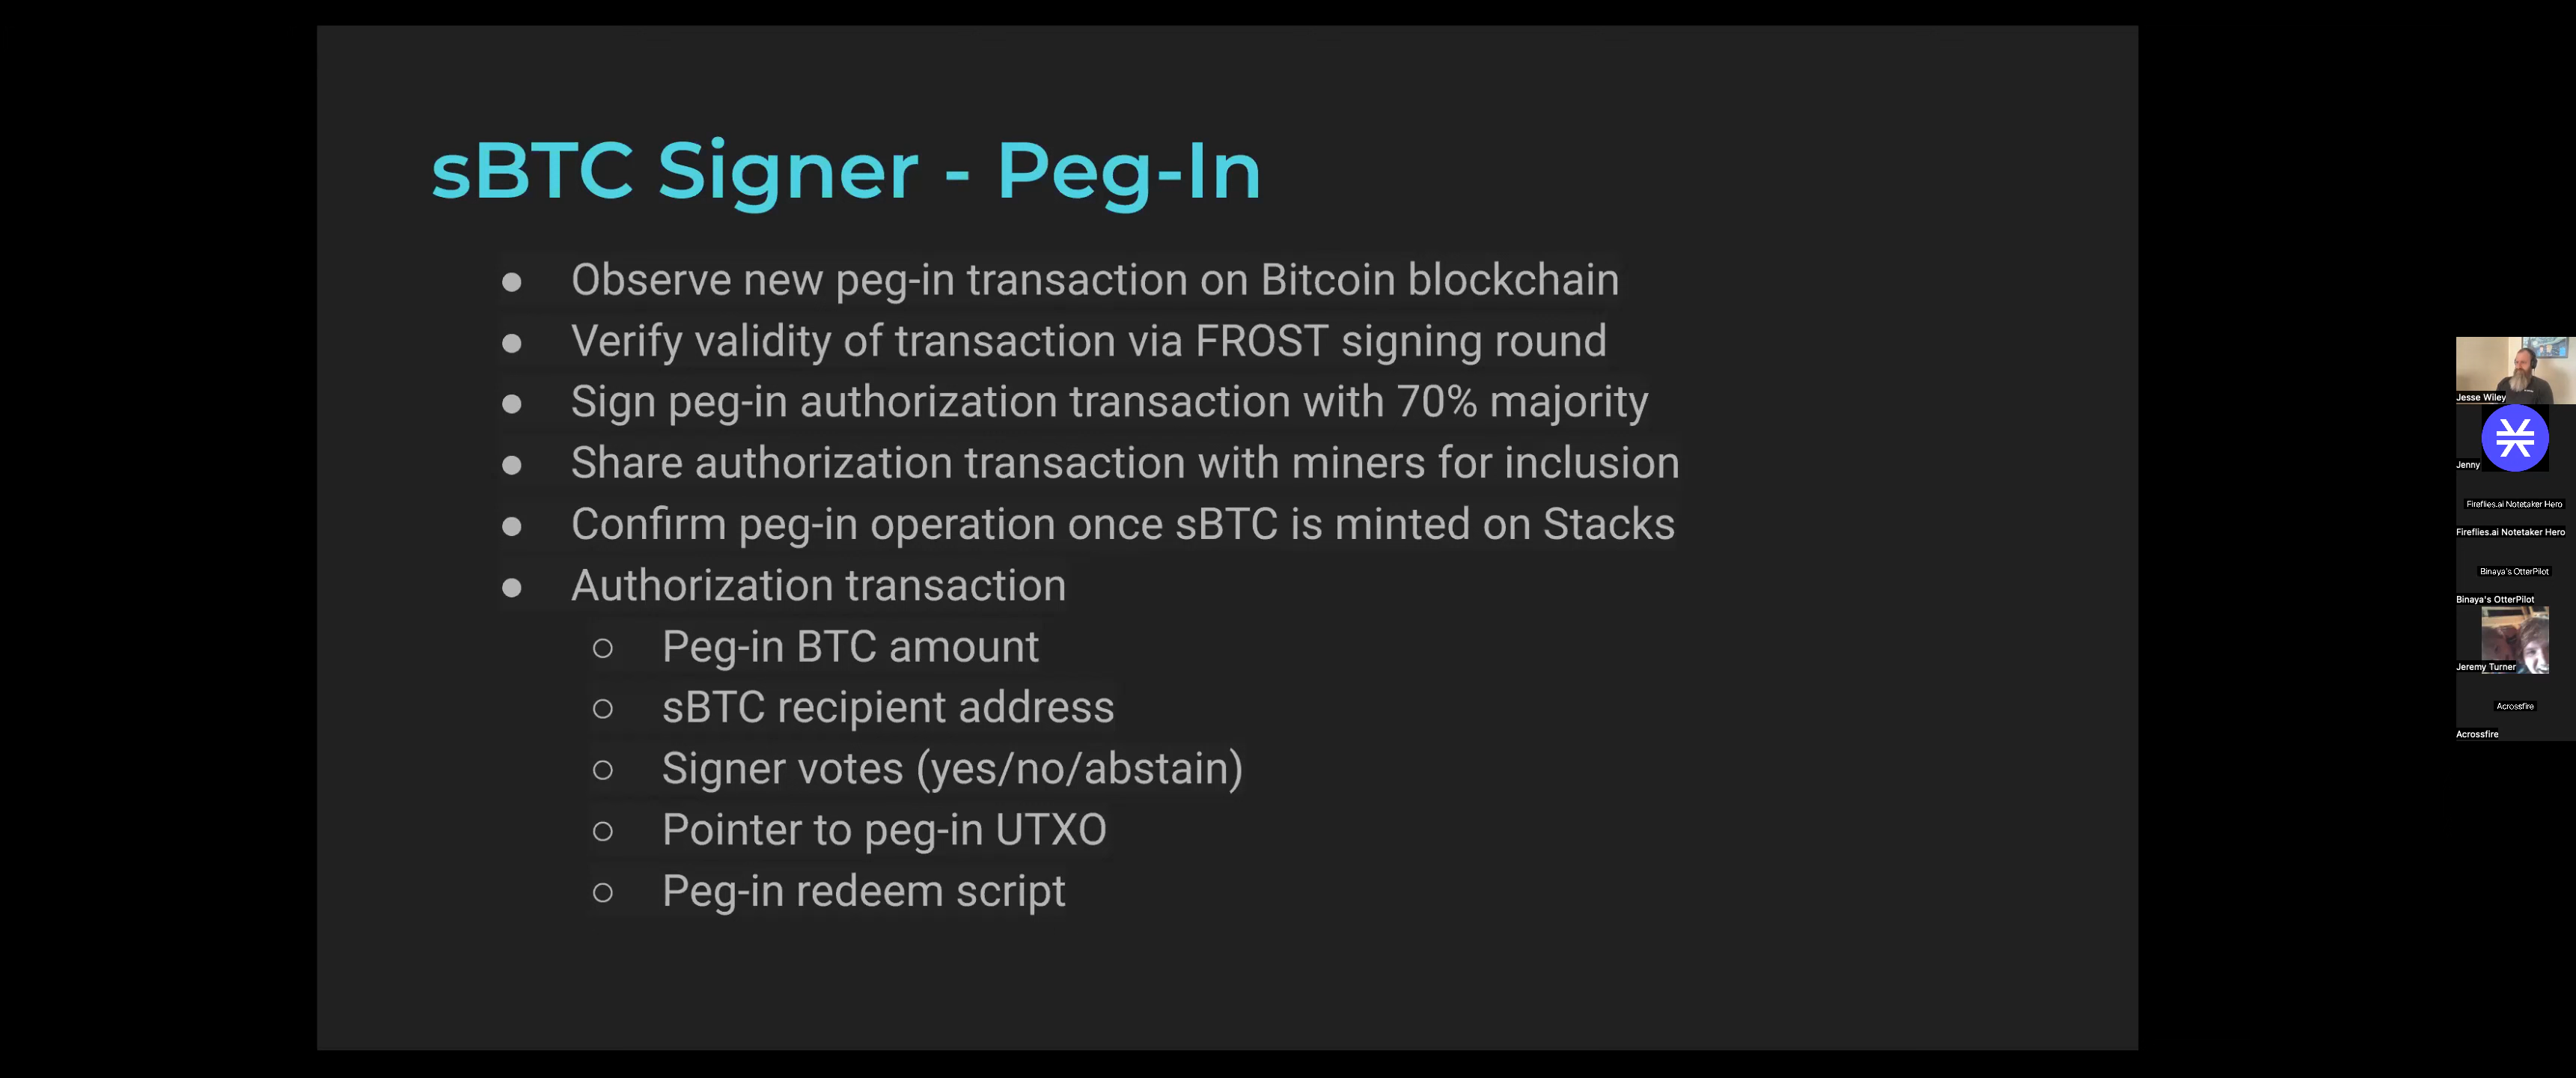 sBTC Signer - Peg-In
Observe new peg-in transaction on Bitcoin blockchain
Verify validity of transaction via FROST signing round
Sign peg-in authorization transaction with 70% majority
Share authorization transaction with miners for inclusion
Confirm peg-in operation once sBTC is minted on Stacks
Authorization transaction
Peg-in BTC amount
sBTC recipient address
Signer votes (yes/no/abstain)
Pointer to peg-in UTXO
Peg-in redeem script
Jesse Wiley
Jenny
Fireflies.ai Notetaker Hero
Fireflies.ai Notetaker Hero
Binaya's OtterPilot
Binaya's OtterPilot
Jeremy Turner
Acrossfire
Acrossfire